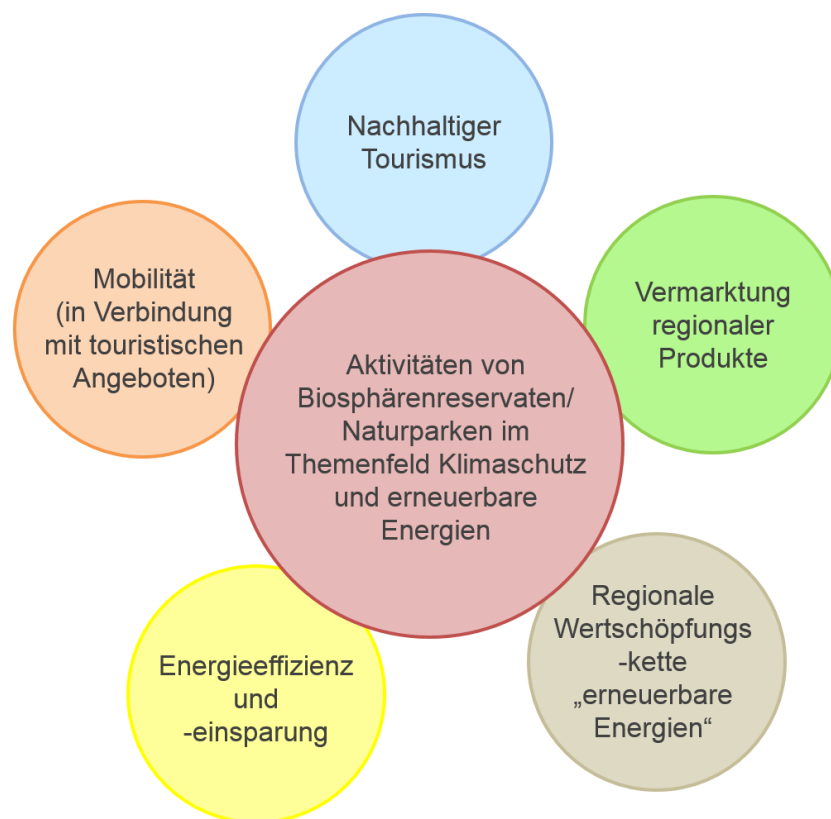 Nachhaltiger
Tourismus
Mobilität
(in Verbindung
mit touristischen
Angeboten)
Vermarktung
regionaler
Produkte
Aktivitäten von
Biosphärenreservaten/
Naturparken im
Themenfeld Klimaschutz
und erneuerbare
Energien
Energieeffizienz
und
-einsparung
Regionale
Wertschöpfungs
-kette
„erneuerbare
Energien“